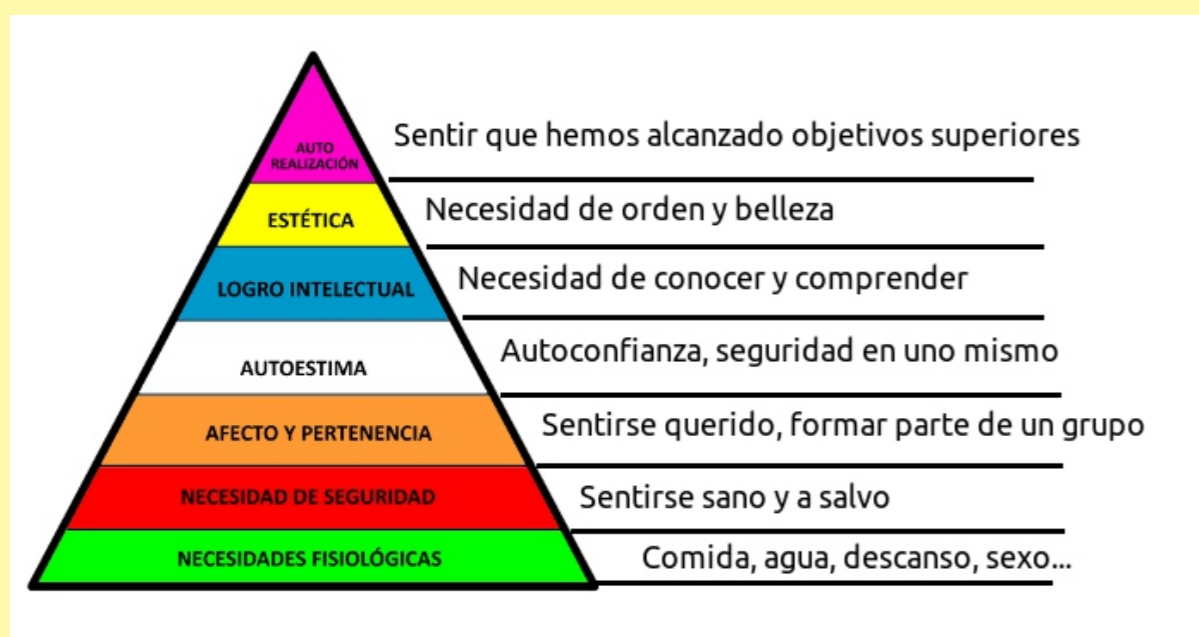 AUTO
REALIZACIÓN
Sentir que hemos alcanzado objetivos superiores
ESTÉTICA
Necesidad de orden y belleza
LOGRO INTELECTUAL
Necesidad de conocer y comprender
AUTOESTIMA
Autoconfianza, seguridad en uno mismo
AFECTO Y PERTENENCIA
Sentirse querido, formar parte de un grupo
NECESIDAD DE SEGURIDAD
Sentirse sano y a salvo
NECESIDADES FISIOLÓGICAS
Comida, agua, descanso, sexo...